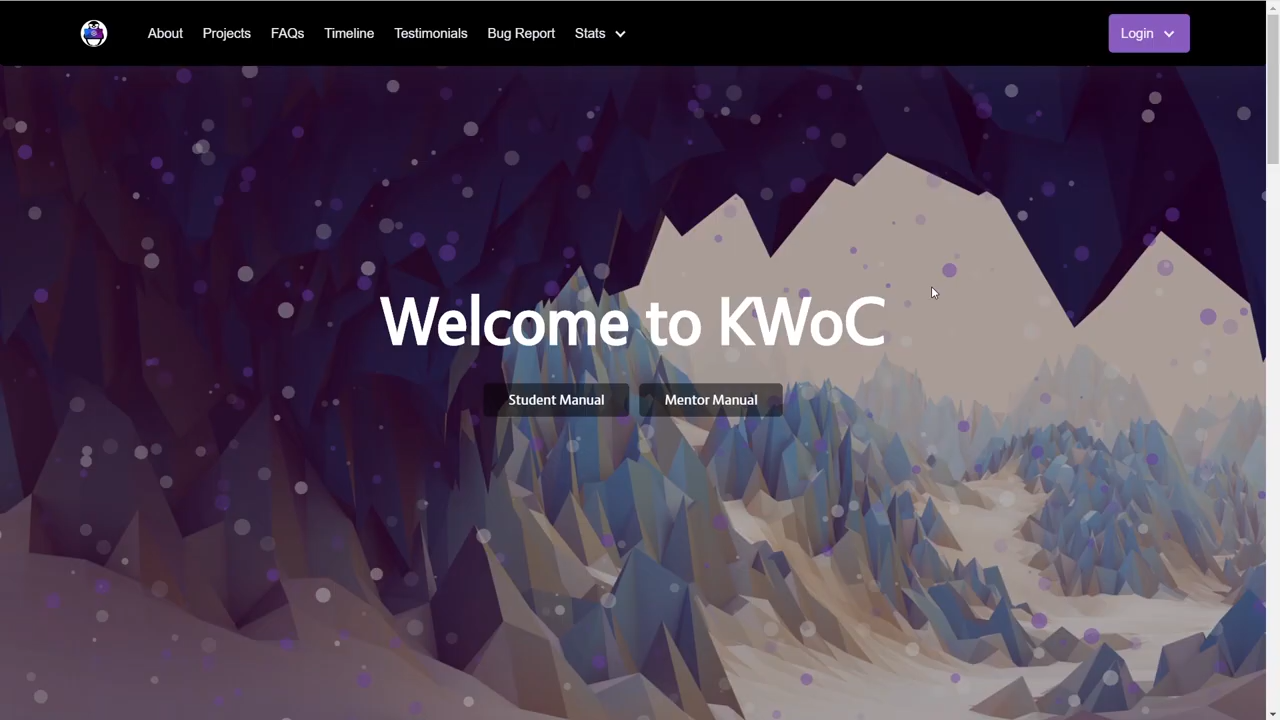 About Projects FAQs Timeline Testimonials Bug Report Stats Login
Welcome to KWoC
Student Manual Mentor Manual